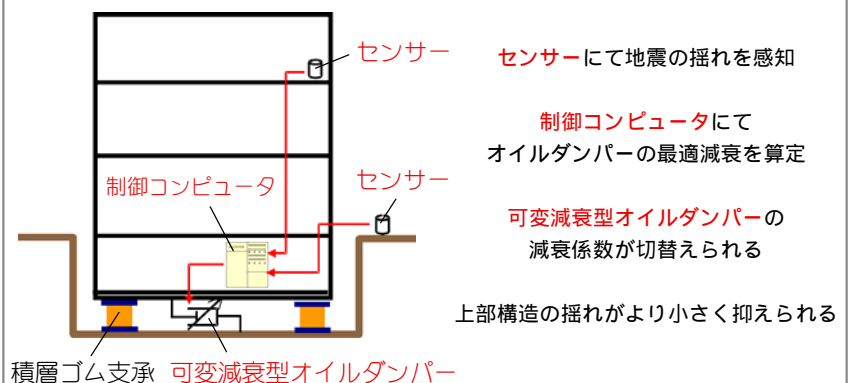 センサー
センサーにて地震の揺れを感知
制御コンピュータにて
オイルダンパーの最適減衰を算定
制御コンピュータ
センサー
可変減衰型オイルダンパーの
減衰係数が切替えられる
上部構造の揺れがより小さく抑えられる
積層ゴム支承
可変減衰型オイルダンパー